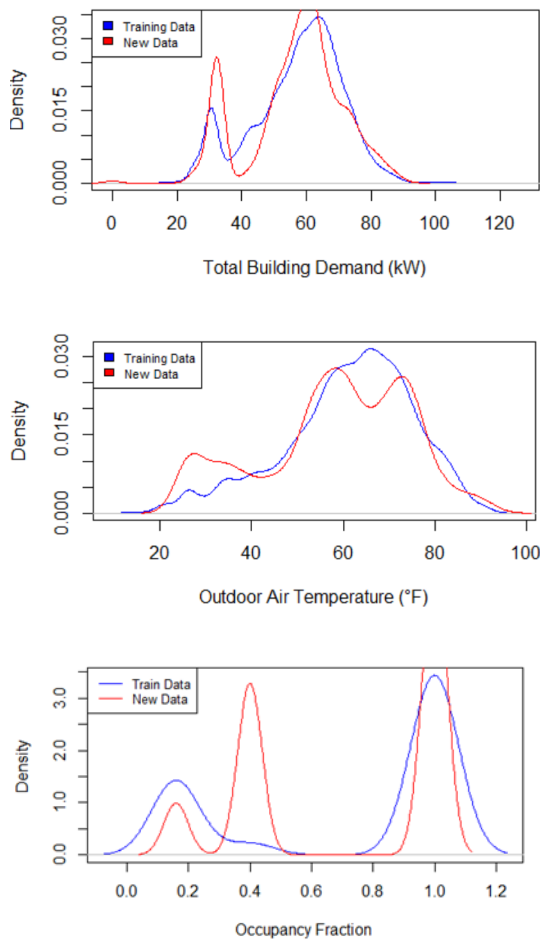 Training Data
New Data
Density
0.000 0.015 0.030
0 20 40 60 80 100 120
Total Building Demand (kW)
Training Data
New Data
Density
0.000 0.015 0.030
20 40 60 80 100
Outdoor Air Temperature (°F)
Train Data
New Data
Density
0.0 1.0 2.0 3.0
0.0 0.2 0.4 0.6 0.8 1.0 1.2
Occupancy Fraction